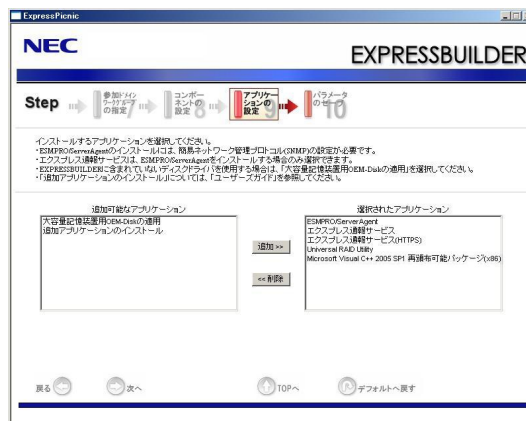 ExpressPicnic
NEC
EXPRESSBUILDER
Step
参加ドメイン
ワークグループ
の指定 7
コンポー
ネントの
設定 8
アプリケー
ションの
設定 9
パラメータ
のセーブ 10
インストールするアプリケーションを選択してください。
・ESMPRO/ServerAgentのインストールには、簡易ネットワーク管理プロトコル(SNMP)の設定が必要です。
・エクスプレス通報サービスは、ESMPRO/ServerAgentをインストールする場合のみ選択できます。
・EXPRESSBUILDERに含まれていないディスクドライバを使用する場合は、「大容量記憶装置用OEM-Diskの適用」を選択してください。
・「追加アプリケーションのインストール」については、「ユーザーズガイド」を参照してください。
追加可能なアプリケーション
大容量記憶装置用OEM-Diskの適用
追加アプリケーションのインストール
追加 >>
<< 削除
選択されたアプリケーション
ESMPRO/ServerAgent
エクスプレス通報サービス
エクスプレス通報サービス(HTTPS)
Universal RAID Utility
Microsoft Visual C++ 2005 SP1 再頒布可能パッケージ(x86)
戻る
次へ
TOPへ
デフォルトへ戻す